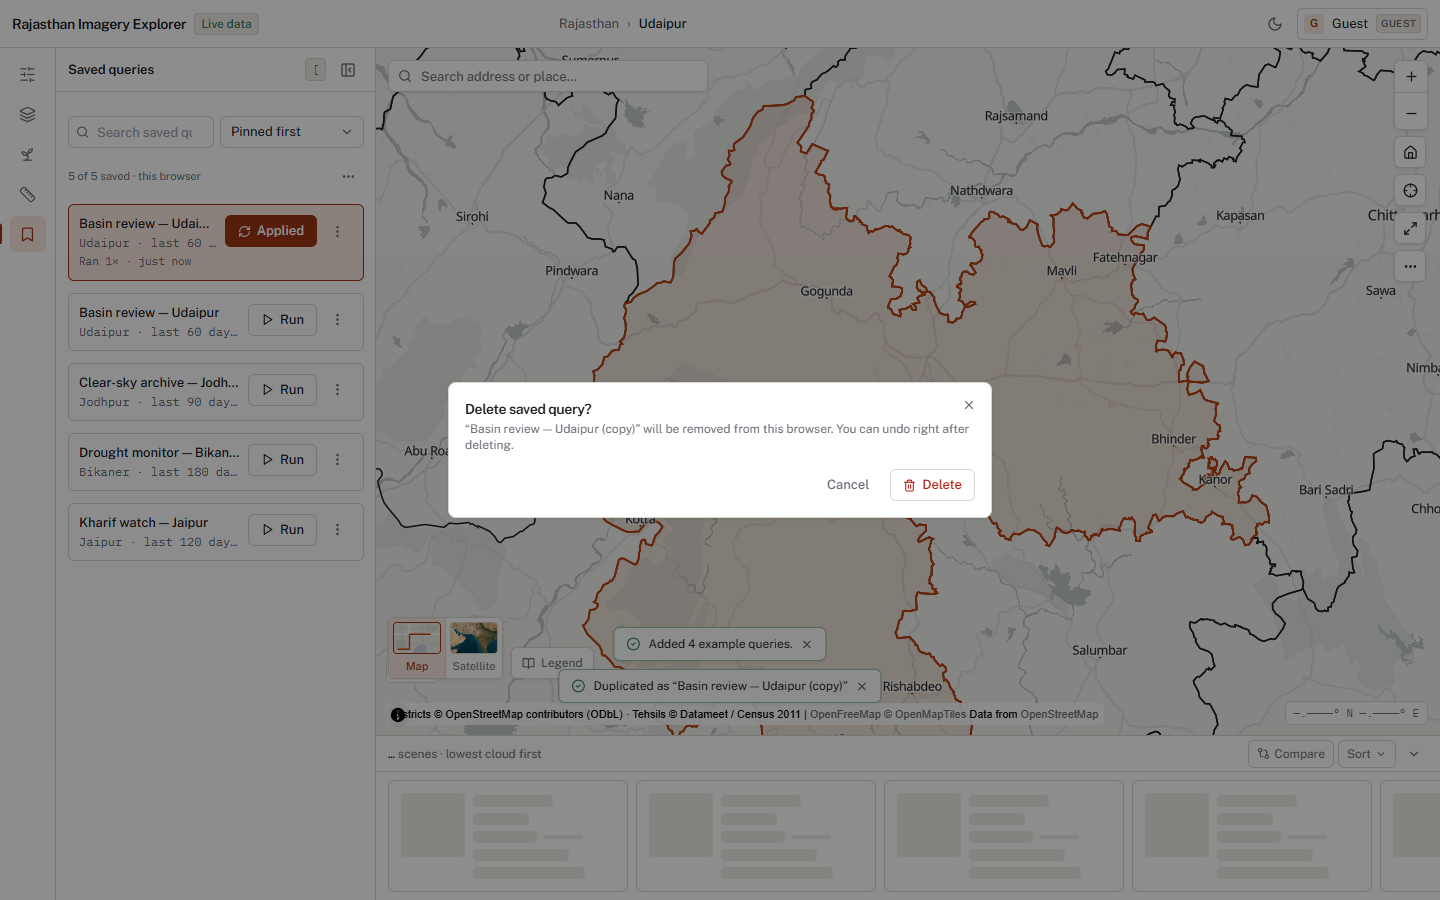 Rajasthan Imagery Explorer
Live data
Rajasthan › Udaipur
G Guest GUEST
Saved queries
Search address or place...
Search saved qu
Pinned first
5 of 5 saved · this browser
Basin review — Udai...
Udaipur · last 60 …
Ran 1× · just now
Applied
Basin review — Udaipur
Udaipur · last 60 day…
Run
Clear-sky archive — Jodh...
Jodhpur · last 90 day…
Run
Drought monitor — Bikan...
Bikaner · last 180 da…
Run
Kharif watch — Jaipur
Jaipur · last 120 day…
Run
Rajsamand
Nana
Nathdwara
Sirohi
Kapasan
Pindwara
Fatehnagar
Mavli
Gogunda
Sawa
Nimba
Delete saved query?
“Basin review — Udaipur (copy)” will be removed from this browser. You can undo right after
deleting.
Cancel
Delete
Bhinder
Abu Roa
Kanor
Bari Sadri
Chho
Kotra
Salumbar
Rishabdeo
Map
Satellite
Legend
Added 4 example queries.
Duplicated as “Basin review — Udaipur (copy)”
stricts © OpenStreetMap contributors (ODbL) · Tehsils © Datameet / Census 2011 | OpenFreeMap © OpenMapTiles Data from OpenStreetMap
—.————° N —.————° E
… scenes · lowest cloud first
Compare
Sort